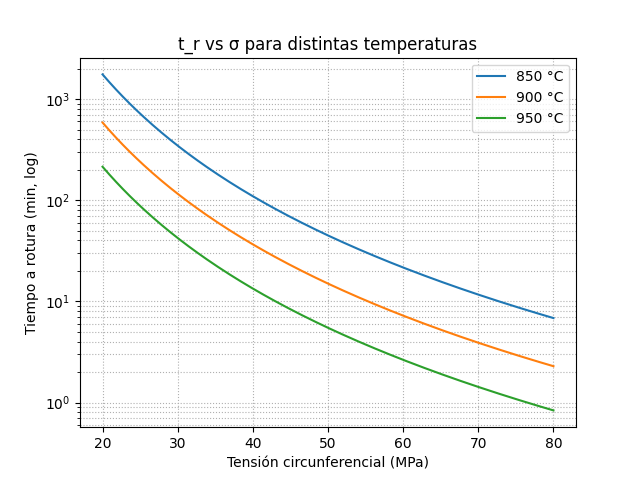 t_r vs σ para distintas temperaturas
850 °C
900 °C
950 °C
Tiempo a rotura (min, log)
10³
10²
10¹
10⁰
20 30 40 50 60 70 80
Tensión circunferencial (MPa)